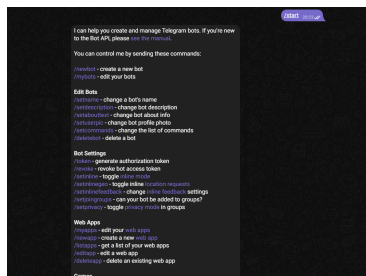 /start
I can help you create and manage Telegram bots. If you're new
to the Bot API, please see the manual.
You can control me by sending these commands:
/newbot - create a new bot
/mybots - edit your bots
Edit Bots
/setname - change a bot's name
/setdescription - change bot description
/setabouttext - change bot about info
/setuserpic - change bot profile photo
/setcommands - change the list of commands
/deletebot - delete a bot
Bot Settings
/token - generate authorization token
/revoke - revoke bot access token
/setinline - toggle inline mode
/setinlinegeo - toggle inline location requests
/setinlinefeedback - change inline feedback settings
/setjoingroups - can your bot be added to groups?
/setprivacy - toggle privacy mode in groups
Web Apps
/myapps - edit your web apps
/newapp - create a new web app
/listapps - get a list of your web apps
/editapp - edit a web app
/deleteapp - delete an existing web app